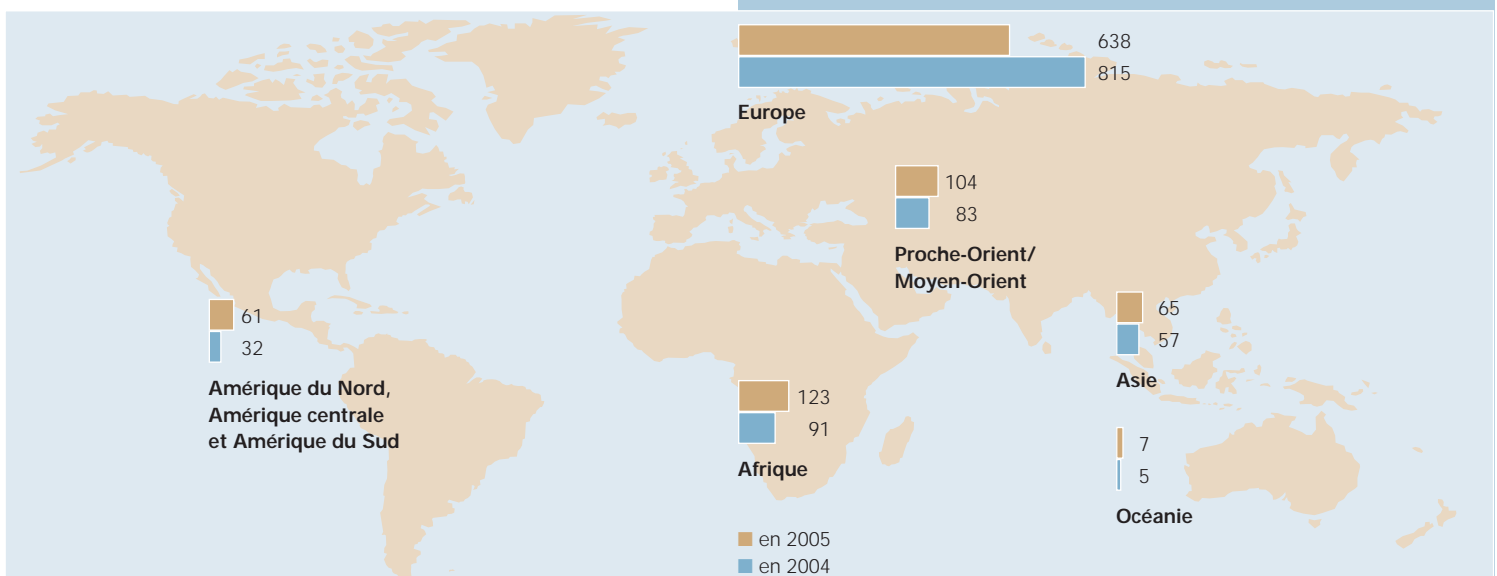 638
815
Europe
104
83
Proche-Orient/
Moyen-Orient
61
32
Amérique du Nord,
Amérique centrale
et Amérique du Sud
65
57
Asie
123
91
Afrique
7
5
Océanie
en 2005
en 2004